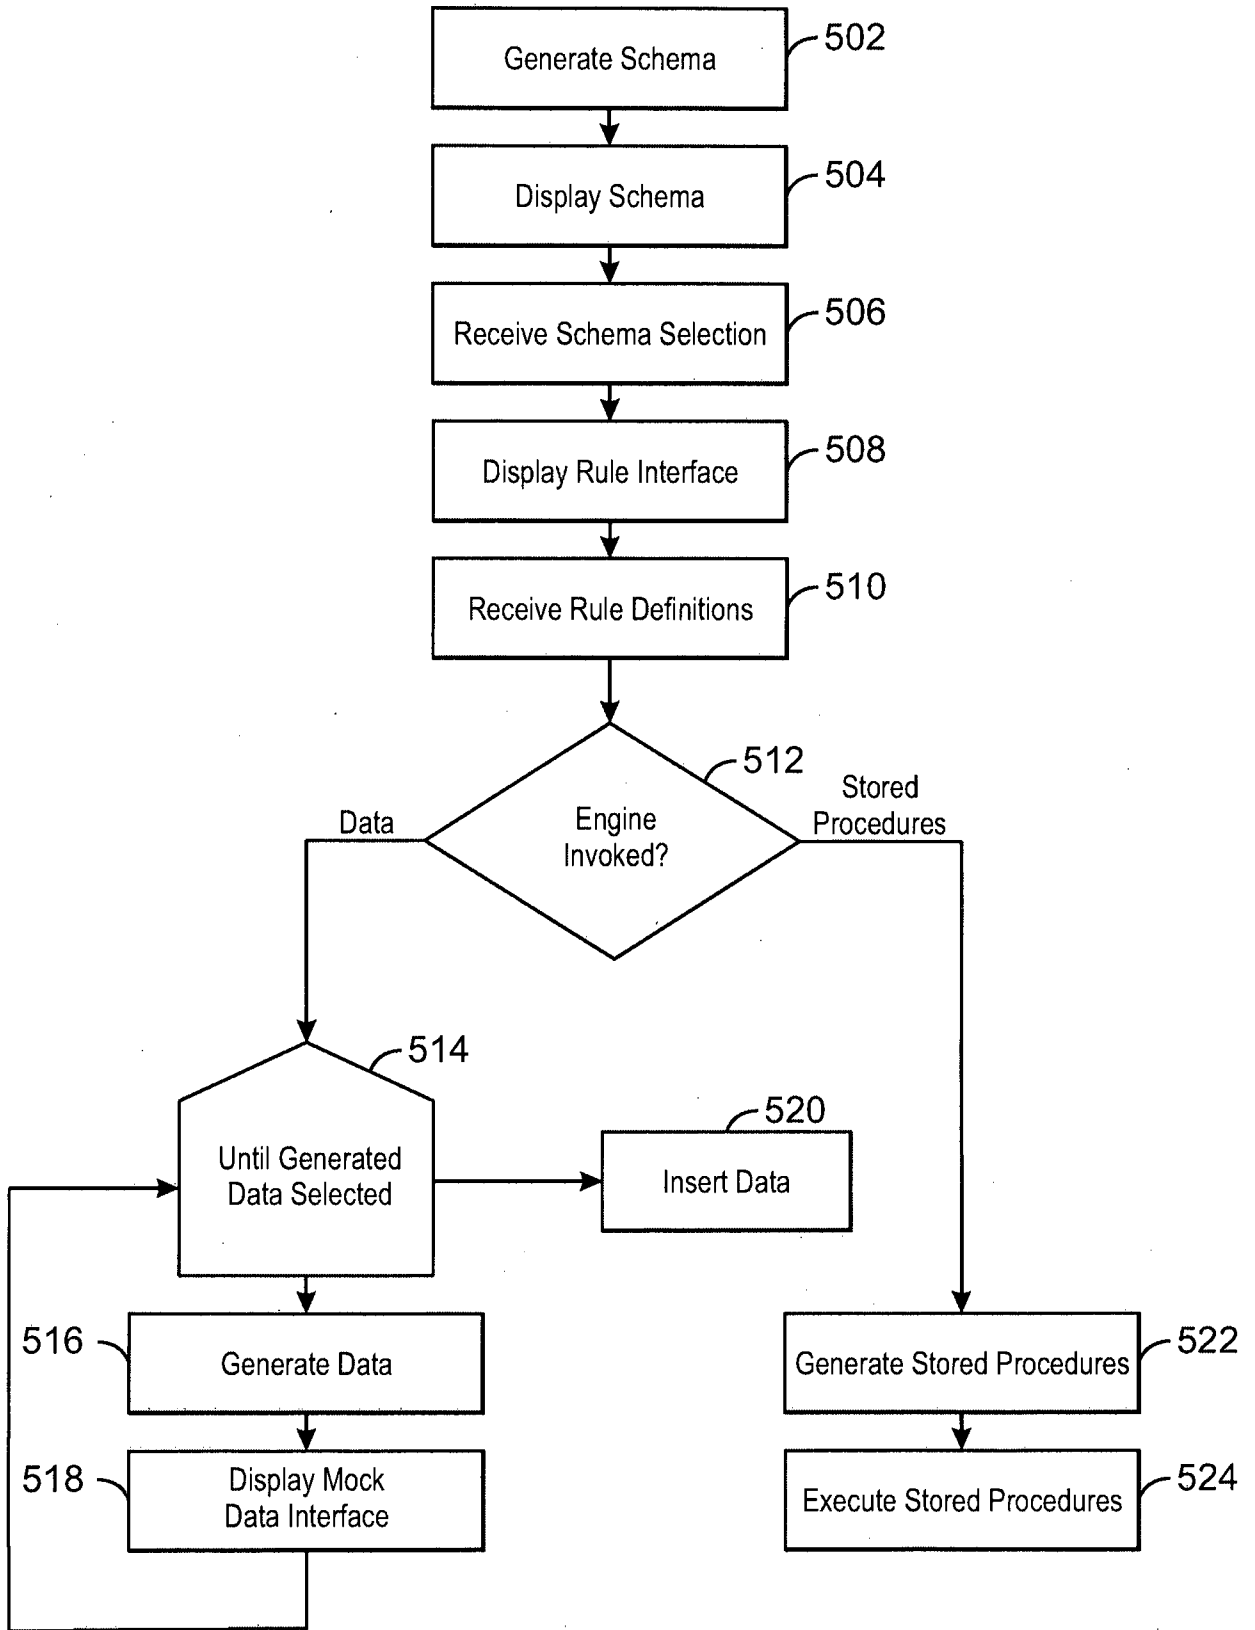 Generate Schema
502
Display Schema
504
Receive Schema Selection
506
Display Rule Interface
508
Receive Rule Definitions
510
512
Engine
Invoked?
Data
Stored
Procedures
514
Until Generated
Data Selected
520
Insert Data
516
Generate Data
522
Generate Stored Procedures
518
Display Mock
Data Interface
524
Execute Stored Procedures